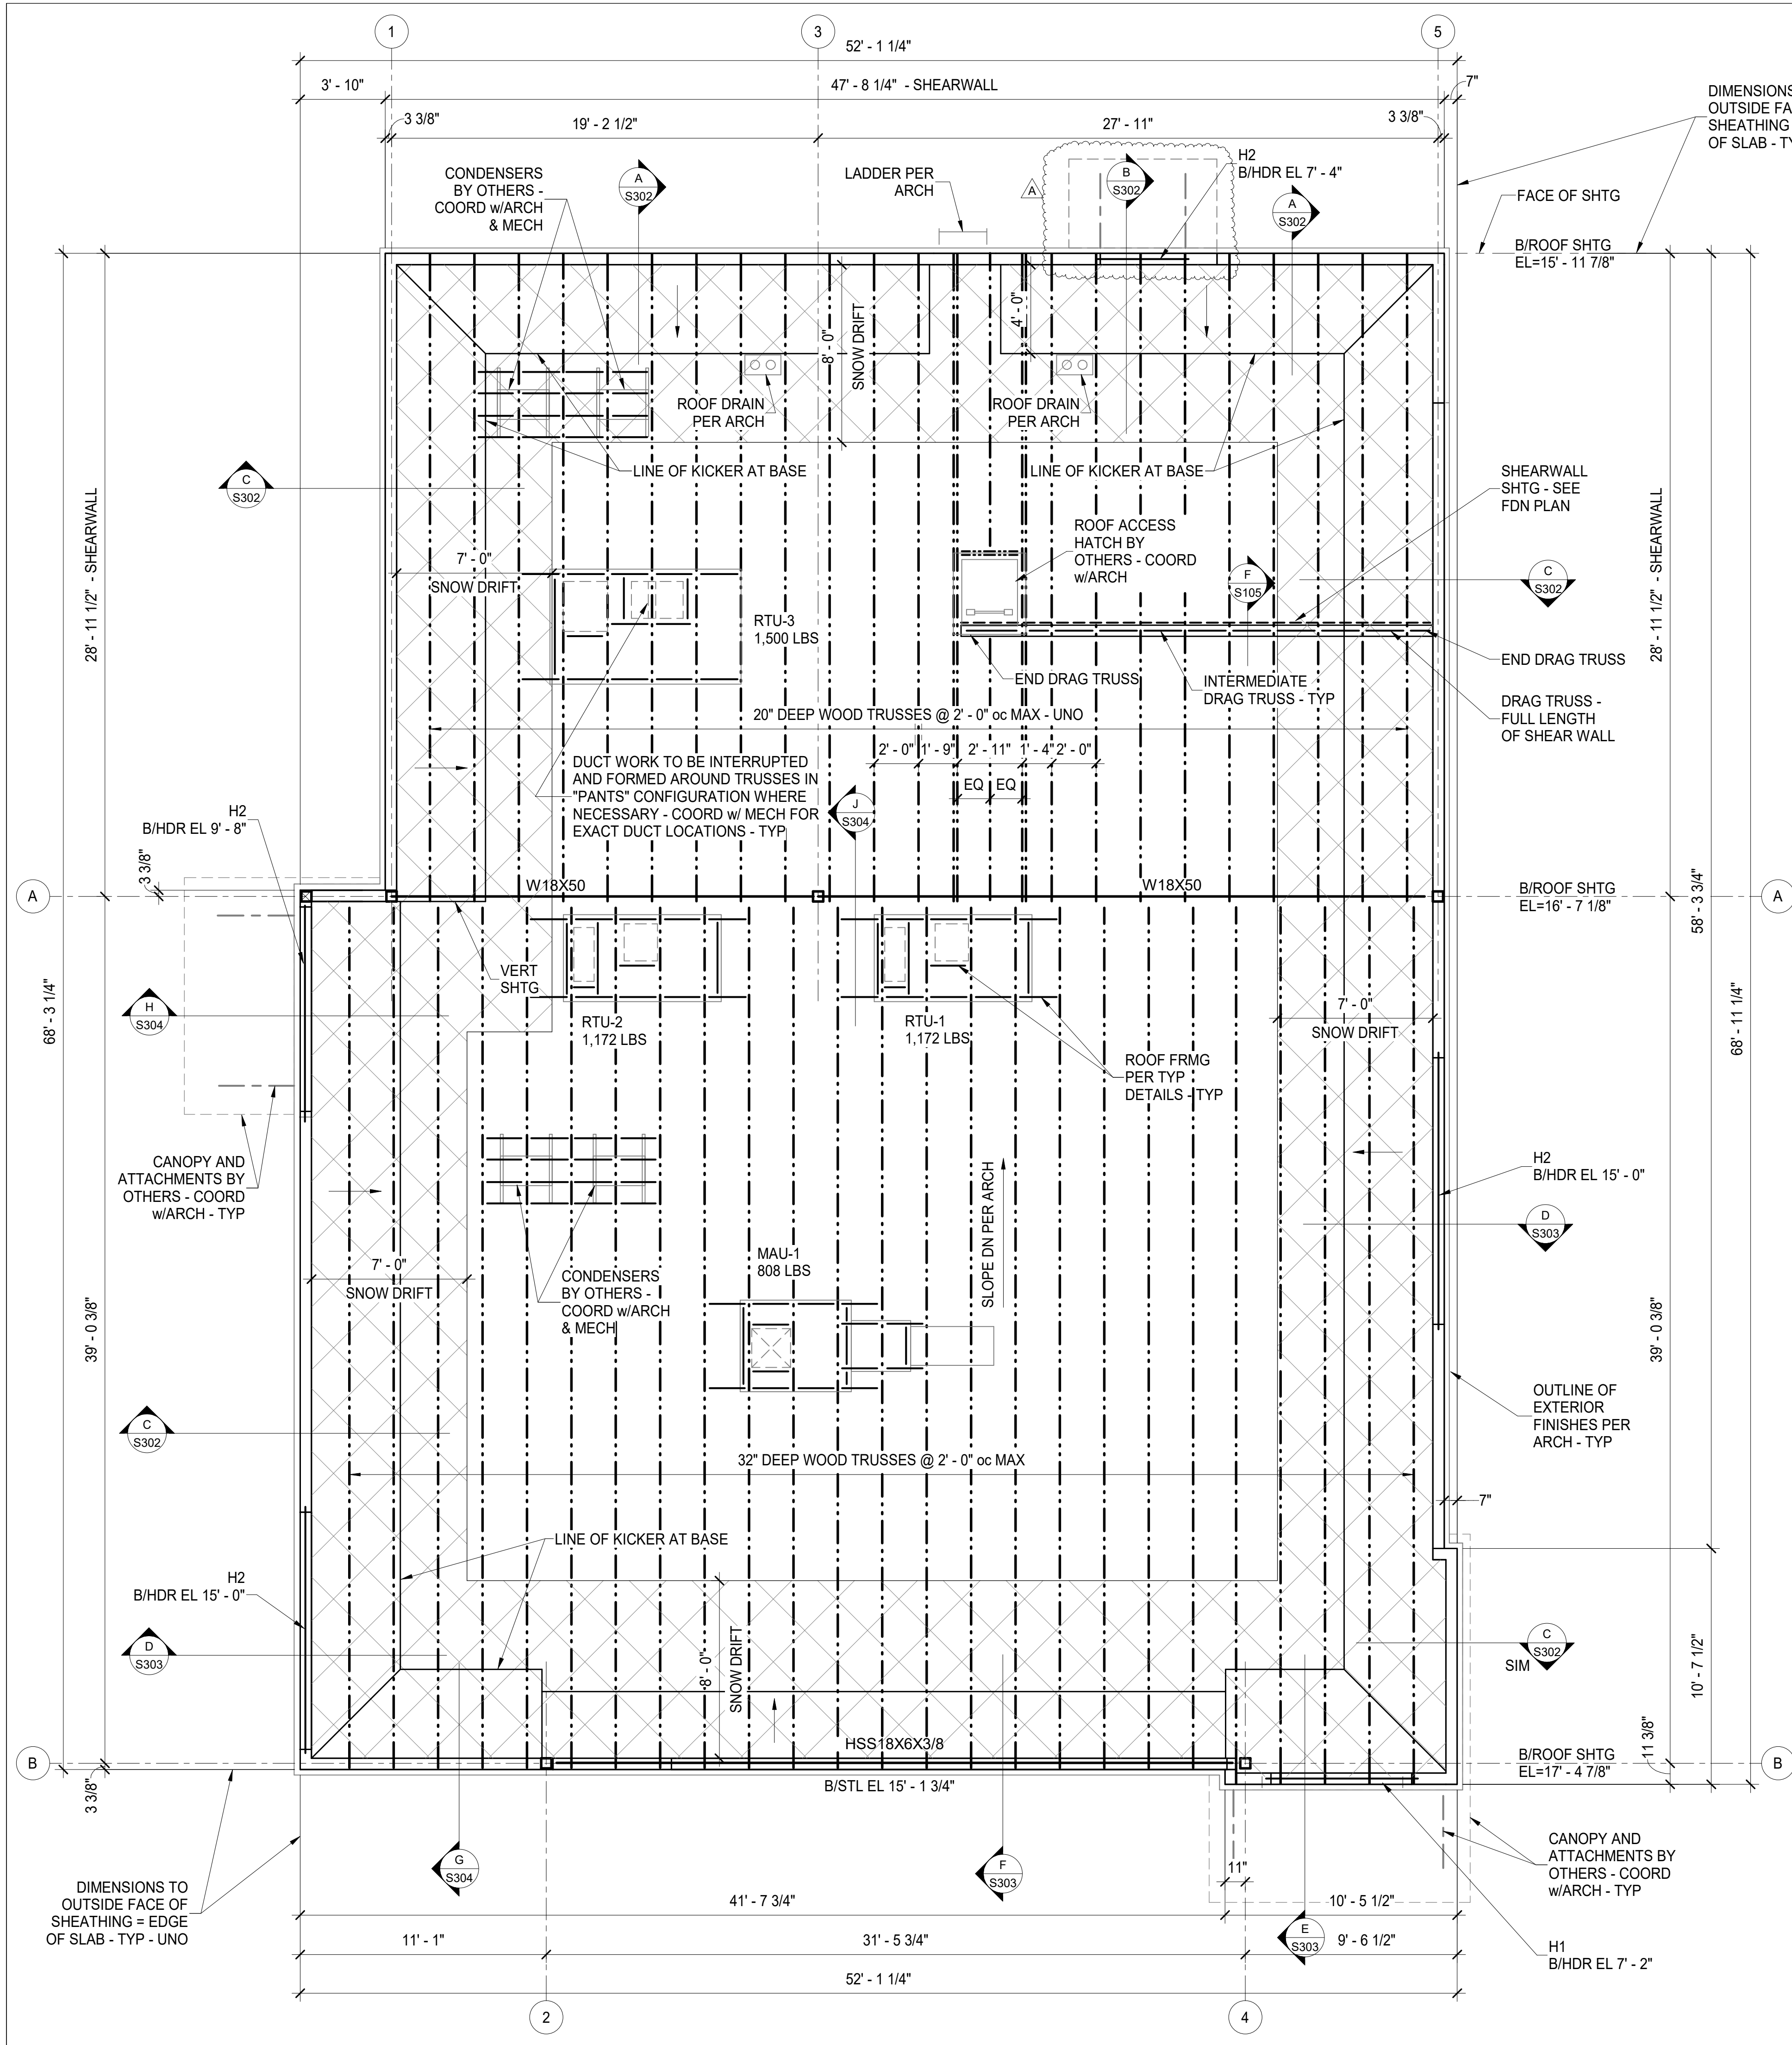 1
3
5
52' - 1 1/4"
3' - 10"
47' - 8 1/4" - SHEARWALL
7"
3 3/8"
19' - 2 1/2"
27' - 11"
3 3/8"
DIMENSIONS
OUTSIDE FA
SHEATHING
OF SLAB - TY
CONDENSERS
BY OTHERS -
COORD w/ARCH
& MECH
A
S302
LADDER PER
ARCH
A
B
S302
H2
B/HDR EL 7' - 4"
A
S302
FACE OF SHTG
B/ROOF SHTG
EL=15' - 11 7/8"
8' - 0"
SNOW DRIFT
4' - 0"
ROOF DRAIN
PER ARCH
ROOF DRAIN
PER ARCH
LINE OF KICKER AT BASE
LINE OF KICKER AT BASE
C
S302
SHEARWALL
SHTG - SEE
FDN PLAN
28' - 11 1/2" - SHEARWALL
28' - 11 1/2" - SHEARWALL
7' - 0"
SNOW DRIFT
ROOF ACCESS
HATCH BY
OTHERS - COORD
w/ARCH
F
S105
C
S302
RTU-3
1,500 LBS
END DRAG TRUSS
END DRAG TRUSS
INTERMEDIATE
DRAG TRUSS - TYP
DRAG TRUSS -
FULL LENGTH
OF SHEAR WALL
20" DEEP WOOD TRUSSES @ 2' - 0" oc MAX - UNO
2' - 0"
1' - 9"
2' - 11"
1' - 4"
2' - 0"
EQ
EQ
DUCT WORK TO BE INTERRUPTED
AND FORMED AROUND TRUSSES IN
"PANTS" CONFIGURATION WHERE
NECESSARY - COORD w/ MECH FOR
EXACT DUCT LOCATIONS - TYP
J
S304
H2
B/HDR EL 9' - 8"
3 3/8"
A
W18X50
W18X50
B/ROOF SHTG
EL=16' - 7 1/8"
A
58' - 3 3/4"
VERT
SHTG
68' - 3 1/4"
H
S304
RTU-2
1,172 LBS
RTU-1
1,172 LBS
7' - 0"
SNOW DRIFT
68' - 11 1/4"
ROOF FRMG
PER TYP
DETAILS - TYP
CANOPY AND
ATTACHMENTS BY
OTHERS - COORD
w/ARCH - TYP
H2
B/HDR EL 15' - 0"
D
S303
SLOPE DN PER ARCH
7' - 0"
SNOW DRIFT
CONDENSERS
BY OTHERS -
COORD w/ARCH
& MECH
MAU-1
808 LBS
39' - 0 3/8"
39' - 0 3/8"
OUTLINE OF
EXTERIOR
FINISHES PER
ARCH - TYP
C
S302
32" DEEP WOOD TRUSSES @ 2' - 0" oc MAX
7"
LINE OF KICKER AT BASE
H2
B/HDR EL 15' - 0"
D
S303
8' - 0"
SNOW DRIFT
C
S302
SIM
10' - 7 1/2"
B
3 3/8"
HSS18X6X3/8
B/STL EL 15' - 1 3/4"
B/ROOF SHTG
EL=17' - 4 7/8"
11 3/8"
B
DIMENSIONS TO
OUTSIDE FACE OF
SHEATHING = EDGE
OF SLAB - TYP - UNO
G
S304
F
S303
11"
CANOPY AND
ATTACHMENTS BY
OTHERS - COORD
w/ARCH - TYP
41' - 7 3/4"
10' - 5 1/2"
E
S303
11' - 1"
31' - 5 3/4"
9' - 6 1/2"
H1
B/HDR EL 7' - 2"
52' - 1 1/4"
2
4